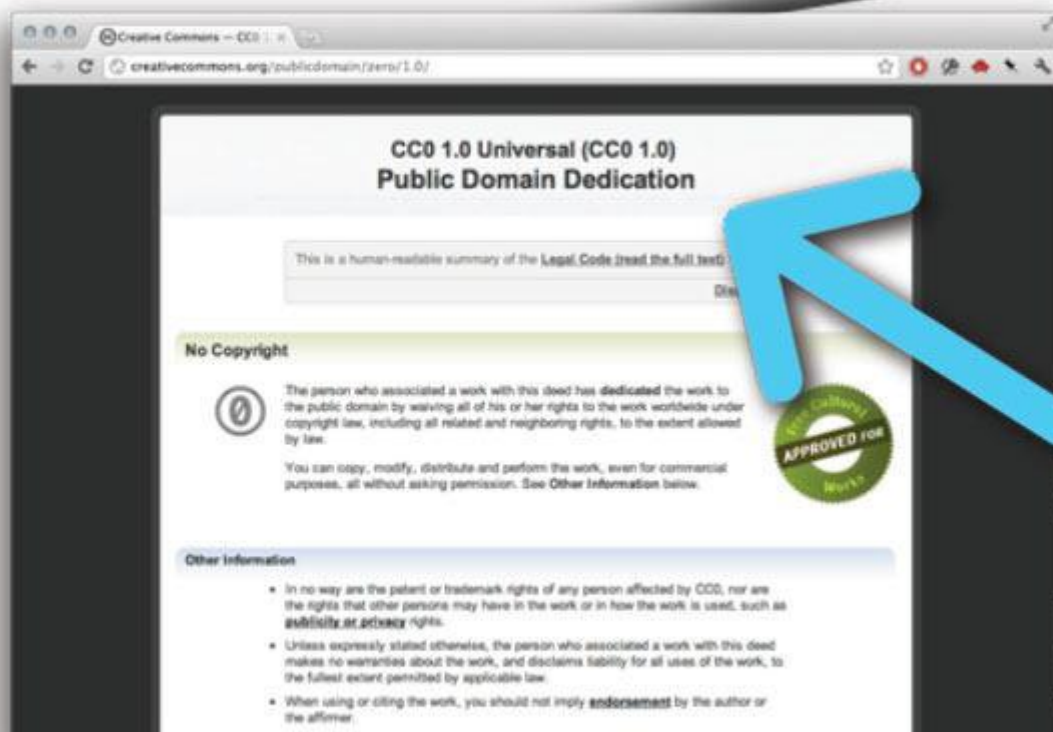 Creative Commons — CC0 1
creativecommons.org/publicdomain/zero/1.0/
CC0 1.0 Universal (CC0 1.0)
Public Domain Dedication
This is a human-readable summary of the Legal Code (read the full text)
No Copyright
The person who associated a work with this deed has dedicated the work to
the public domain by waiving all of his or her rights to the work worldwide under
copyright law, including all related and neighboring rights, to the extent allowed
by law.
You can copy, modify, distribute and perform the work, even for commercial
purposes, all without asking permission. See Other Information below.
Free Cultural
APPROVED FOR
Works
Other Information
• In no way are the patent or trademark rights of any person affected by CC0, nor are
the rights that other persons may have in the work or in how the work is used, such as
publicity or privacy rights.
• Unless expressly stated otherwise, the person who associated a work with this deed
makes no warranties about the work, and disclaims liability for all uses of the work, to
the fullest extent permitted by applicable law.
• When using or citing the work, you should not imply endorsement by the author or
the affirmer.